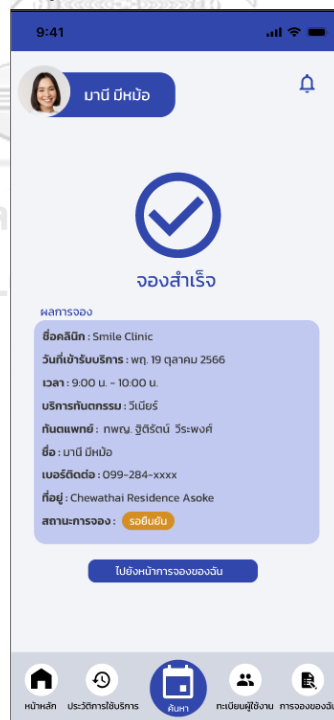 9:41
มานี มีหม้อ
จองสำเร็จ
ผลการจอง
ชื่อคลินิก : Smile Clinic
วันที่เข้ารับบริการ : พฤ. 19 ตุลาคม 2566
เวลา : 9:00 น. - 10:00 น.
บริการทันตกรรม : วีเนียร์
ทันตแพทย์ : ทพญ. ฐิติรัตน์ วีระพงศ์
ชื่อ : มานี มีหม้อ
เบอร์ติดต่อ : 099-284-xxxx
ที่อยู่ : Chewathai Residence Asoke
สถานะการจอง : รอยืนยัน
ไปยังหน้าการจองของฉัน
หน้าหลัก ประวัติการใช้บริการ ค้นหา ทะเบียนผู้ใช้งาน การจองของฉัน